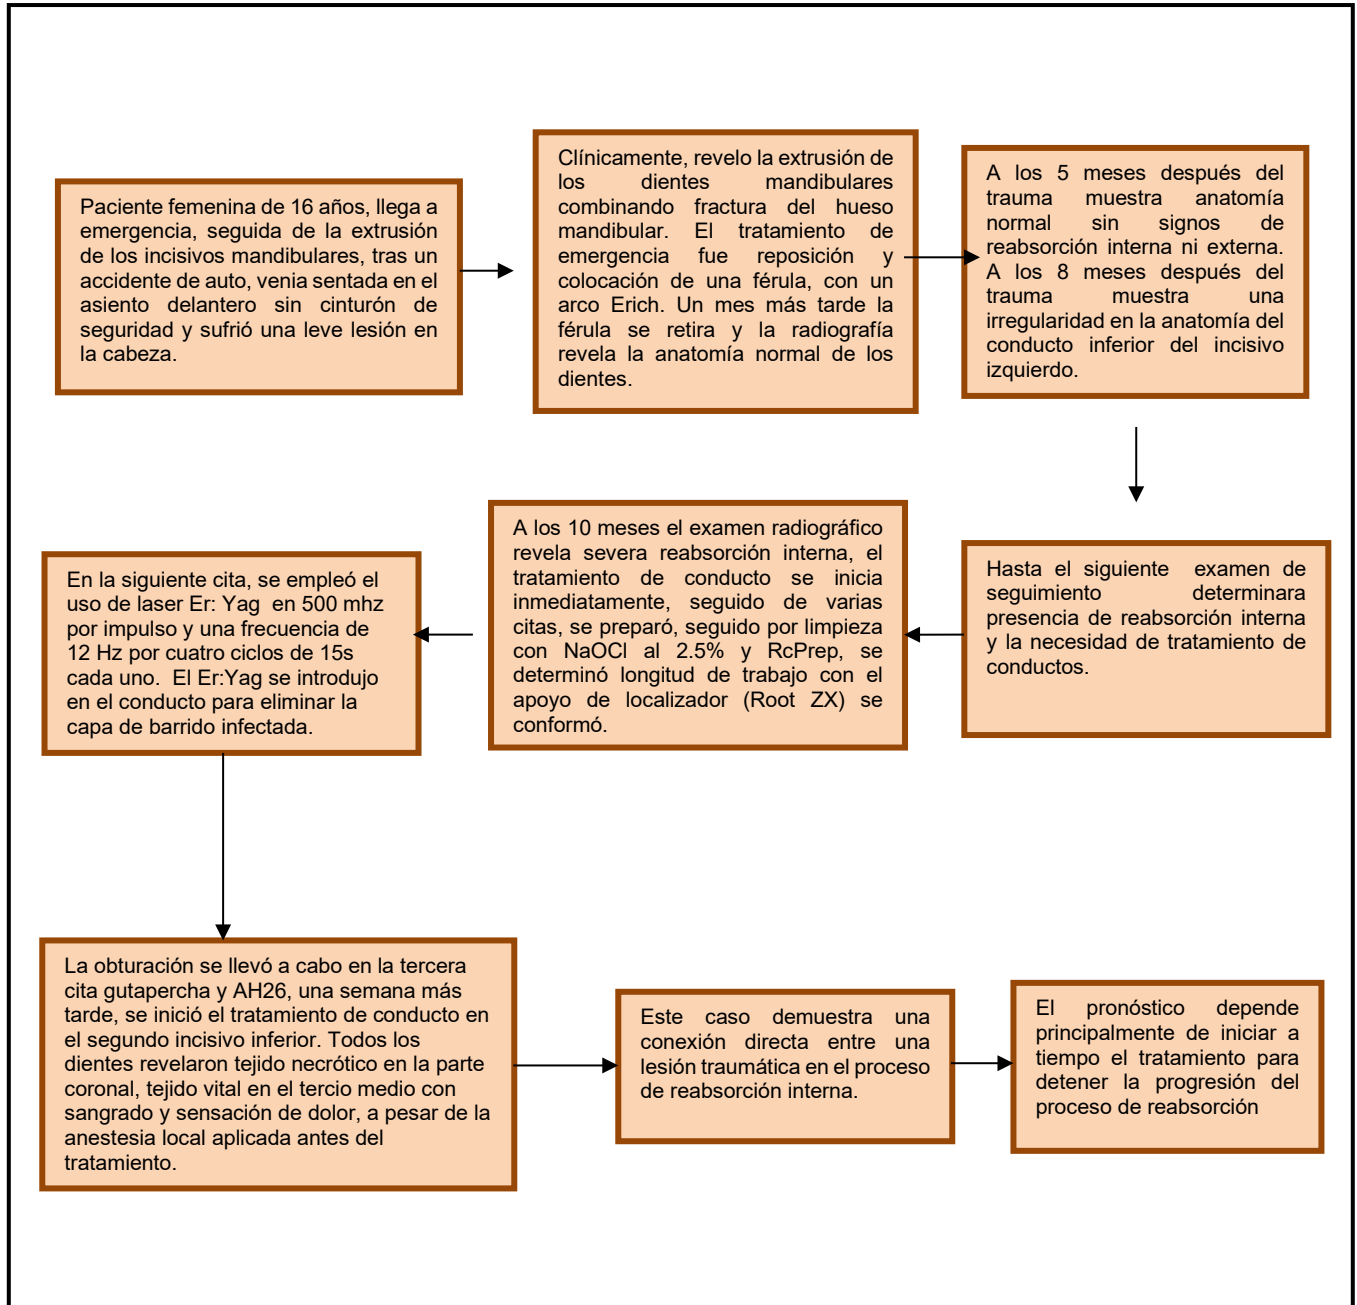 Paciente femenina de 16 años, llega a
emergencia, seguida de la extrusión
de los incisivos mandibulares, tras un
accidente de auto, venia sentada en el
asiento delantero sin cinturón de
seguridad y sufrió una leve lesión en
la cabeza.
Clínicamente, revelo la extrusión de
los dientes mandibulares
combinando fractura del hueso
mandibular. El tratamiento de
emergencia fue reposición y
colocación de una férula, con un
arco Erich. Un mes más tarde la
férula se retira y la radiografía
revela la anatomía normal de los
dientes.
A los 5 meses después del
trauma muestra anatomía
normal sin signos de
reabsorción interna ni externa.
A los 8 meses después del
trauma muestra una
irregularidad en la anatomía del
conducto inferior del incisivo
izquierdo.
Hasta el siguiente examen de
seguimiento determinara
presencia de reabsorción interna
y la necesidad de tratamiento de
conductos.
A los 10 meses el examen radiográfico
revela severa reabsorción interna, el
tratamiento de conducto se inicia
inmediatamente, seguido de varias
citas, se preparó, seguido por limpieza
con NaOCl al 2.5% y RcPrep, se
determinó longitud de trabajo con el
apoyo de localizador (Root ZX) se
conformó.
En la siguiente cita, se empleó el
uso de laser Er: Yag en 500 mhz
por impulso y una frecuencia de
12 Hz por cuatro ciclos de 15s
cada uno. El Er:Yag se introdujo
en el conducto para eliminar la
capa de barrido infectada.
La obturación se llevó a cabo en la tercera
cita gutapercha y AH26, una semana más
tarde, se inició el tratamiento de conducto en
el segundo incisivo inferior. Todos los
dientes revelaron tejido necrótico en la parte
coronal, tejido vital en el tercio medio con
sangrado y sensación de dolor, a pesar de la
anestesia local aplicada antes del
tratamiento.
Este caso demuestra una
conexión directa entre una
lesión traumática en el proceso
de reabsorción interna.
El pronóstico depende
principalmente de iniciar a
tiempo el tratamiento para
detener la progresión del
proceso de reabsorción